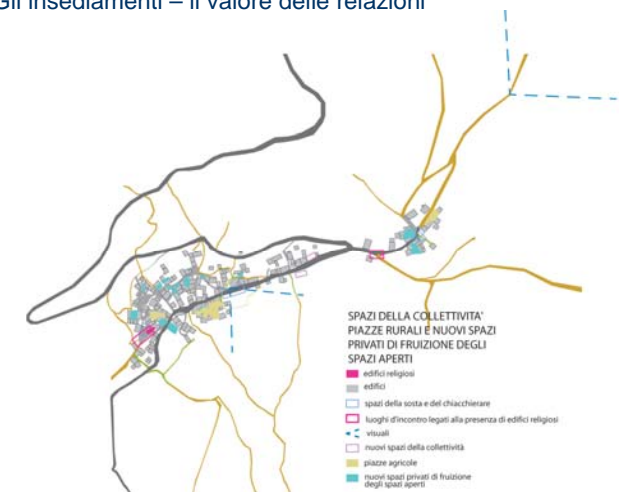 Gli insediamenti – il valore delle relazioni
SPAZI DELLA COLLETTIVITA'
PIAZZE RURALI E NUOVI SPAZI
PRIVATI DI FRUIZIONE DEGLI
SPAZI APERTI
edifici religiosi
edifici
spazi della sosta e del chiacchierare
luoghi d'incontro legati alla presenza di edifici religiosi
visuali
nuovi spazi della collettività
piazze agricole
nuovi spazi privati di fruizione
degli spazi aperti